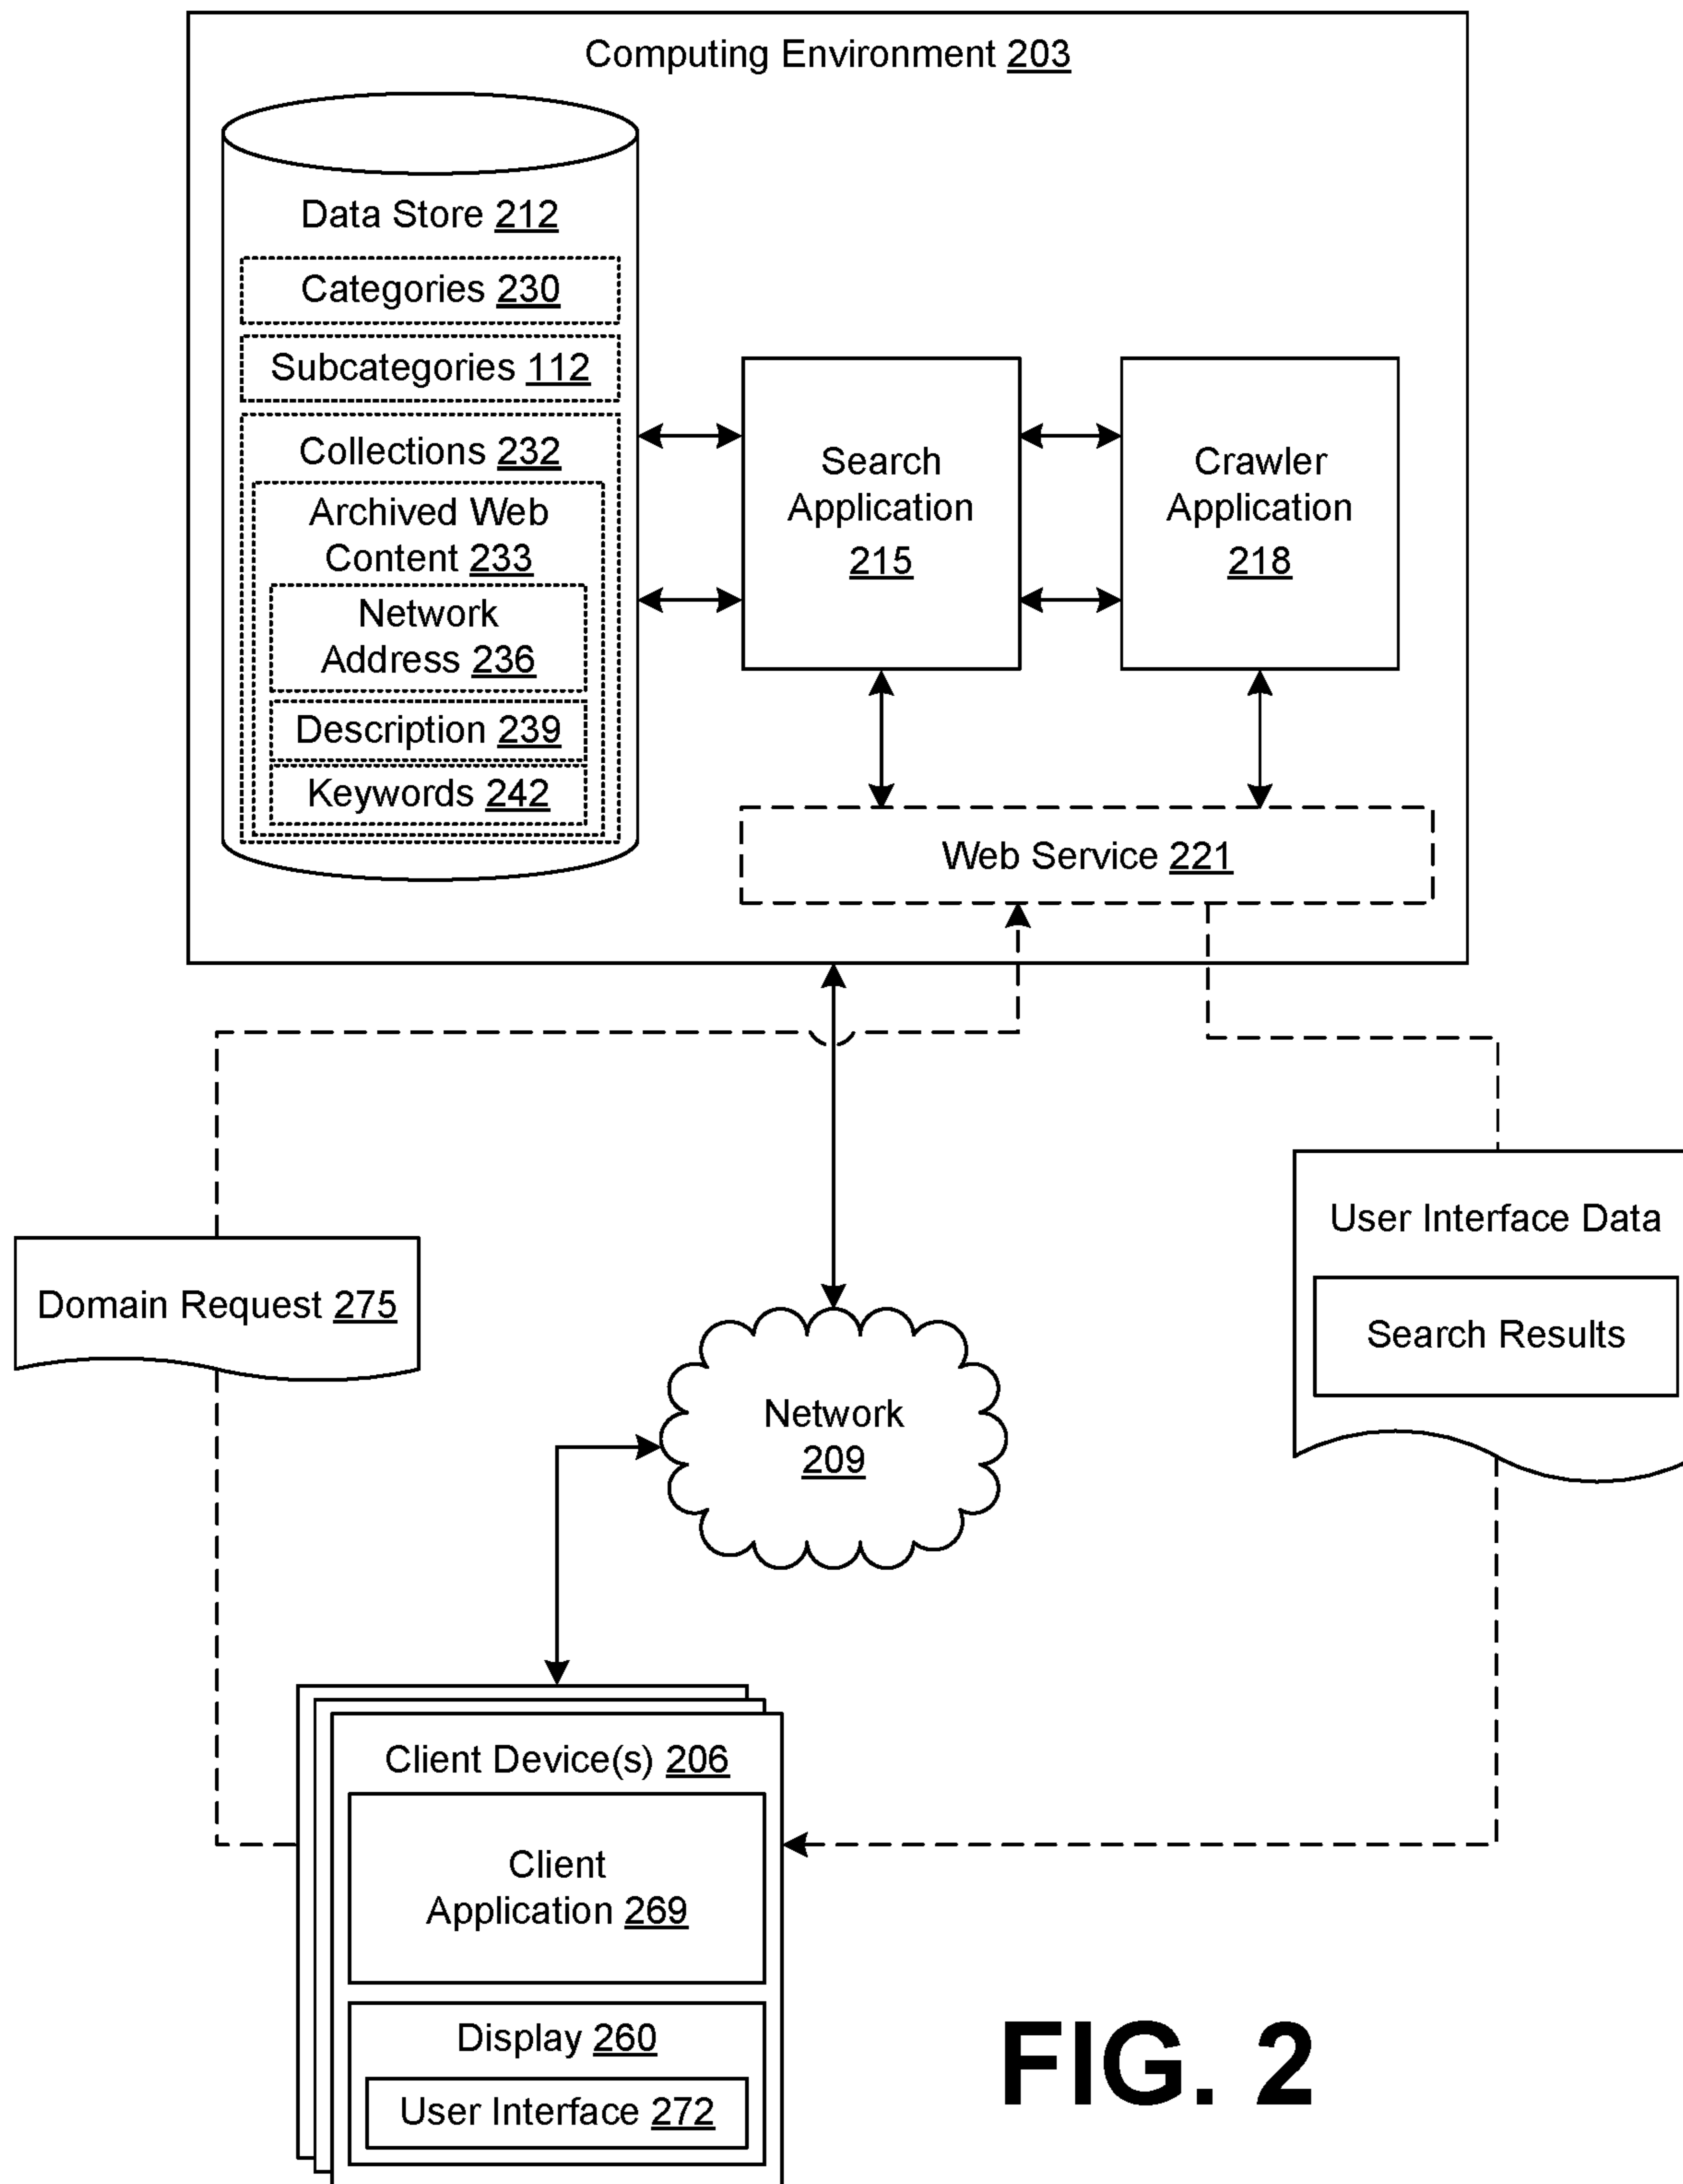 Computing Environment 203
Data Store 212
Categories 230
Subcategories 112
Collections 232
Archived Web
Content 233
Network
Address 236
Description 239
Keywords 242
Search
Application
215
Crawler
Application
218
Web Service 221
Domain Request 275
User Interface Data
Search Results
Network
209
Client Device(s) 206
Client
Application 269
Display 260
User Interface 272
FIG. 2